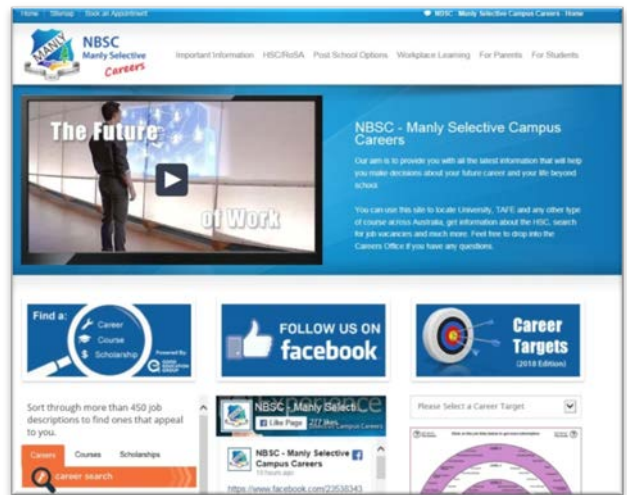 Home Sitemap Book an Appointment
NBSC - Manly Selective Campus Careers - Home
MANLY
NBSC
Manly Selective
Careers
Important Information HSC/RoSA Post School Options Workplace Learning For Parents For Students
The Future
of Work
NBSC - Manly Selective Campus
Careers
Our aim is to provide you with all the latest information that will help
you make decisions about your future career and your life beyond
school.
You can use this site to locate University, TAFE and any other type
of course across Australia, get information about the HSC, search
for job vacancies and much more. Feel free to drop into the
Careers Office if you have any questions.
Find a:
Career
Course
Scholarship
Powered By:
GOOD
EDUCATION
GROUP
FOLLOW US ON
facebook
Career
Targets
(2018 Edition)
Sort through more than 450 job
descriptions to find ones that appeal
to you.
Careers Courses Scholarships
career search
NBSC - Manly Selecti
Like Page 277 likes
NBSC - Manly Selective
Campus Careers
https://www.facebook.com/23538343
Please Select a Career Target